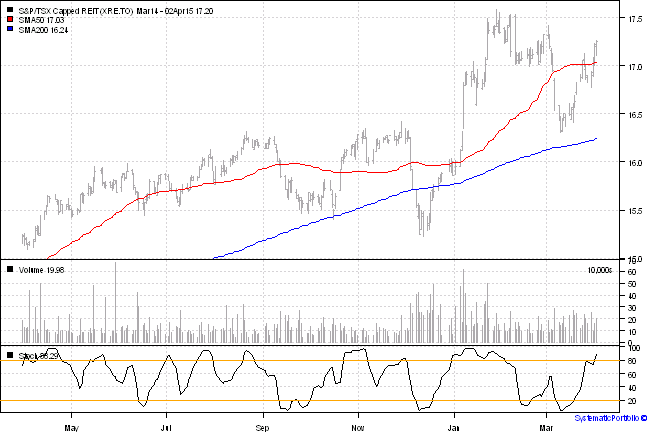 S&P/TSX Capped REIT(XRE.TO) Mar14 - 02Apr15 17.20
SMA50 17.03
SMA200 16.24
17.5
17.0
16.5
16.0
15.5
15.0
Volume 19.98
10,000s
70
60
50
40
30
20
10
0
100
80
60
40
20
May
Jul
Sep
Nov
Jan
Mar
SystematicPortfolio ©